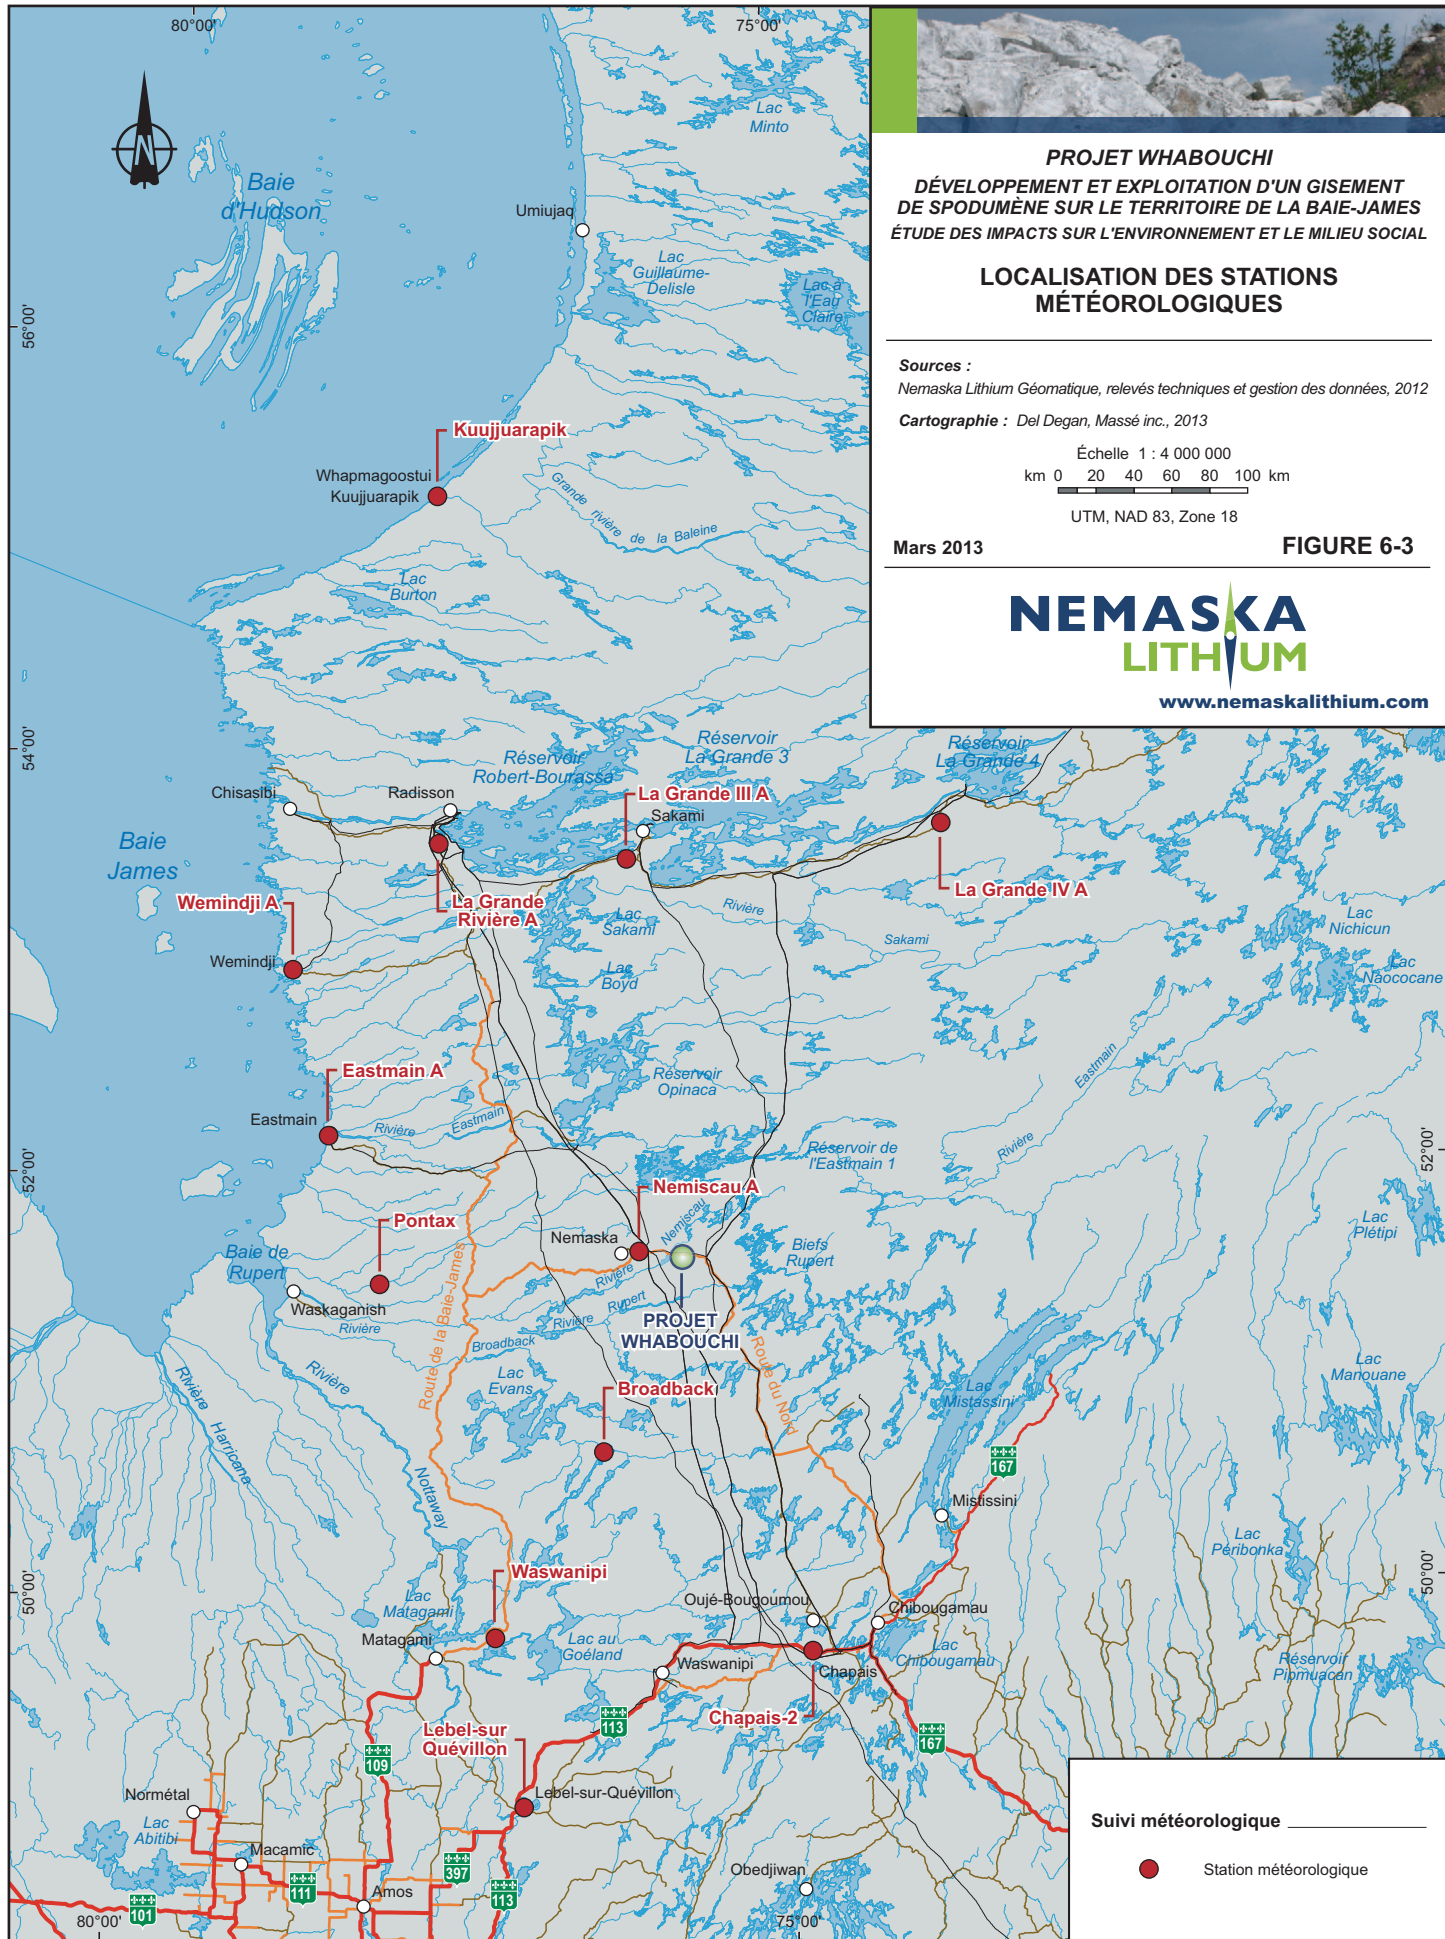 80°00'
75°00'
N
Baie
d'Hudson
Lac
Minto
Umiujaq
Lac
Guillaume-
Delisle
Lac à
l'Eau
Claire
56°00'
PROJET WHABOUCHI
DÉVELOPPEMENT ET EXPLOITATION D'UN GISEMENT
DE SPODUMÈNE SUR LE TERRITOIRE DE LA BAIE-JAMES
ÉTUDE DES IMPACTS SUR L'ENVIRONNEMENT ET LE MILIEU SOCIAL
LOCALISATION DES STATIONS
MÉTÉOROLOGIQUES
Sources :
Nemaska Lithium Géomatique, relevés techniques et gestion des données, 2012
Cartographie : Del Degan, Massé inc., 2013
Échelle 1 : 4 000 000
km 0 20 40 60 80 100 km
UTM, NAD 83, Zone 18
Mars 2013
FIGURE 6-3
NEMASKA
LITHIUM
www.nemaskalithium.com
Kuujjuarapik
Whapmagoostui
Kuujjuarapik
Grande rivière de la Baleine
Lac
Burton
54°00'
Réservoir
Robert-Bourassa
Réservoir
La Grande 3
Réservoir
La Grande 4
Chisasibi
Radisson
La Grande III A
Sakami
Baie
James
Wemindji A
La Grande
Rivière A
La Grande IV A
Lac
Sakami
Rivière
Sakami
Lac
Nichicun
Wemindji
Lac
Boyd
Lac
Naococane
Eastmain A
Réservoir
Opinaca
Eastmain
Rivière
Eastmain
Rivière
Eastmain
Réservoir de
l'Eastmain 1
52°00'
52°00'
Nemiscau A
Pontax
Nemaska
Nemiscau
Rivière
Biefs
Rupert
Lac
Plétipi
Baie de
Rupert
Waskaganish
Rivière
Rupert
Rivière
Broadback
PROJET
WHABOUCHI
Route de la Baie-James
Route du Nord
Rivière
Nottaway
Rivière Harricana
Lac
Evans
Broadback
Lac
Mistassini
Lac
Manouane
167
Mistissini
Lac
Péribonka
50°00'
50°00'
Waswanipi
Lac
Matagami
Matagami
Lac au
Goéland
Oujé-Bougoumou
Chibougamau
Waswanipi
Chapais
Lac
Chibougamau
Réservoir
Pipmuacan
Chapais-2
113
167
Lebel-sur
Quévillon
109
Lebel-sur-Quévillon
Normétal
Lac
Abitibi
Macamic
111
397
113
101
Amos
Obedjiwan
80°00'
75°00'
Suivi météorologique
Station météorologique